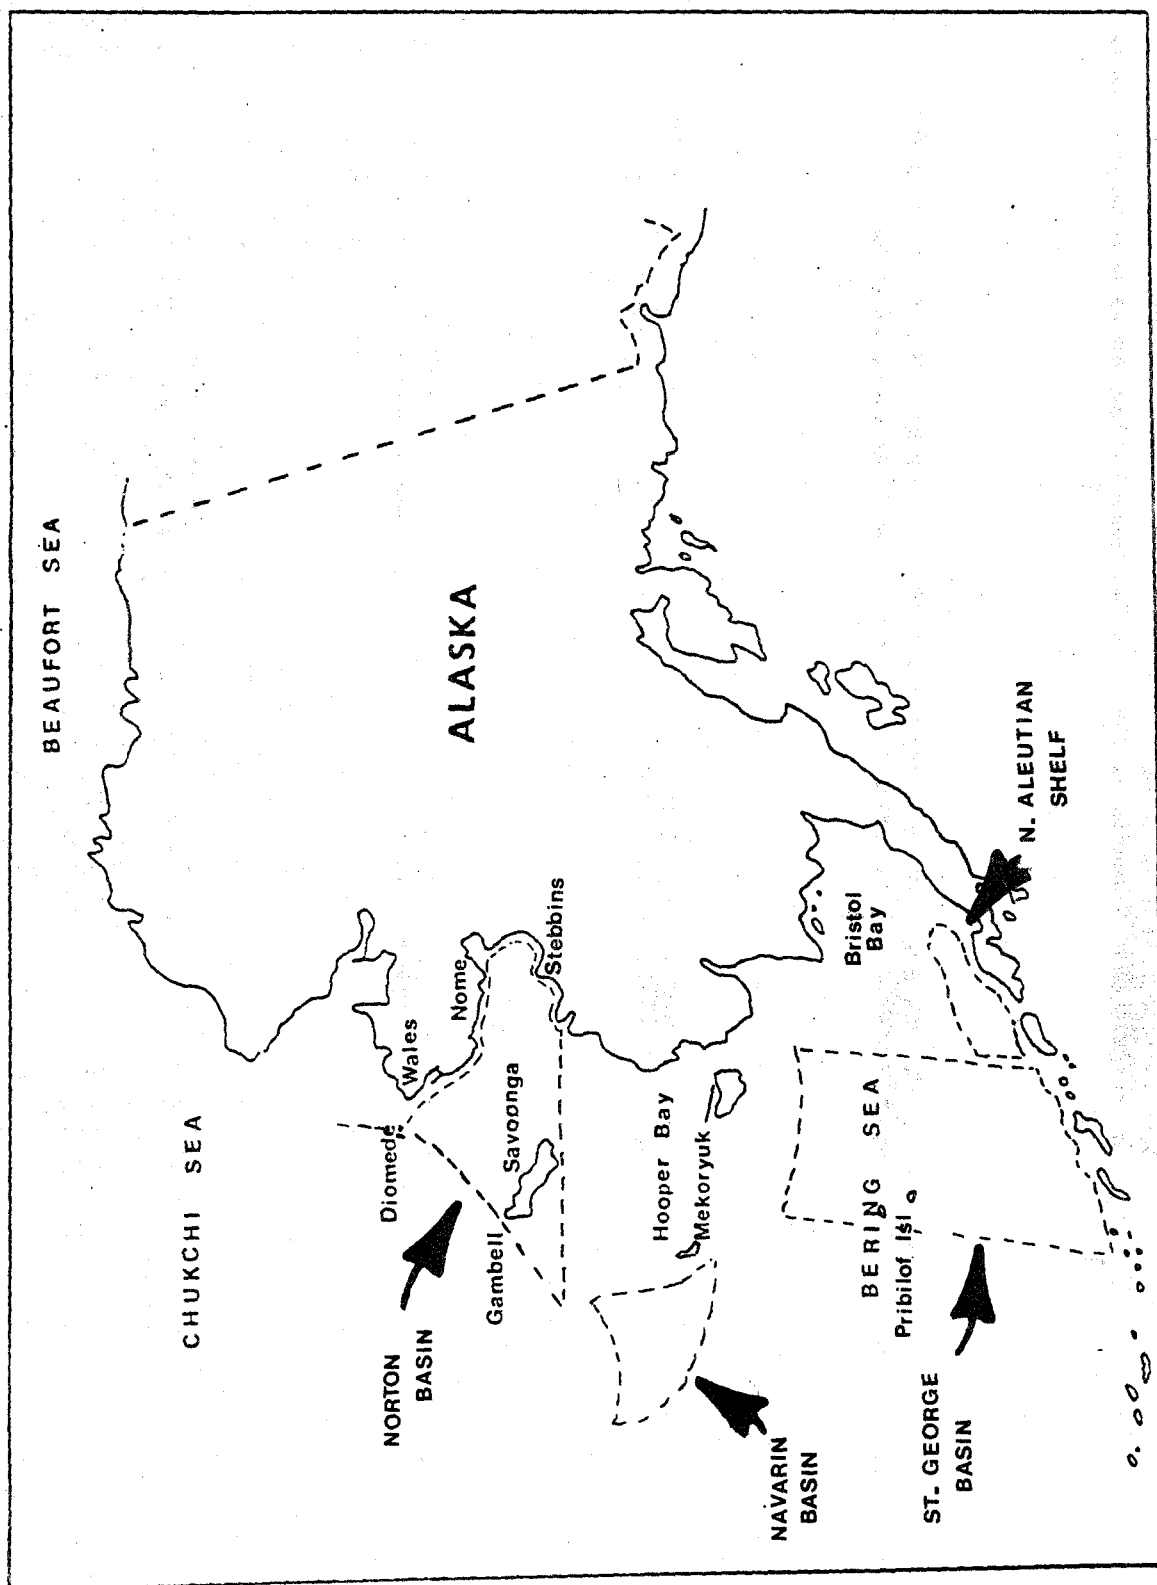 BEAUFORT SEA
CHUKCHI SEA
ALASKA
Wales
Nome
Stebbins
Diomede
Savoonga
Gambell
NORTON
BASIN
Hooper Bay
Mekoryuk
NAVARIN
BASIN
Bristol
Bay
BERING SEA
Pribilof Isl
ST. GEORGE
BASIN
N. ALEUTIAN
SHELF